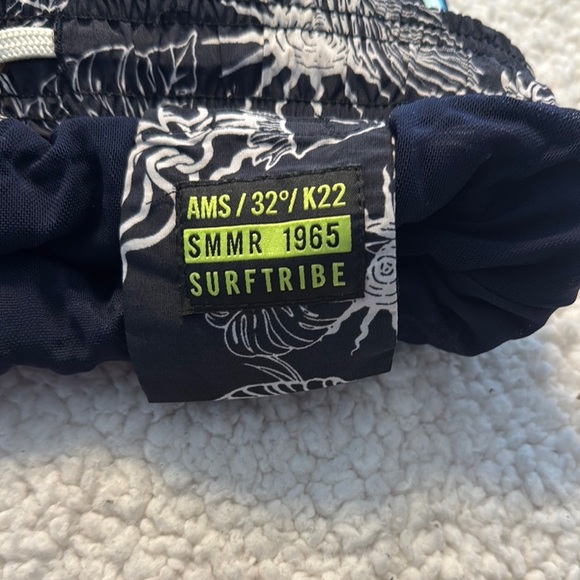 AMS / 32°/ K22
SMMR 1965
SURFTRIBE